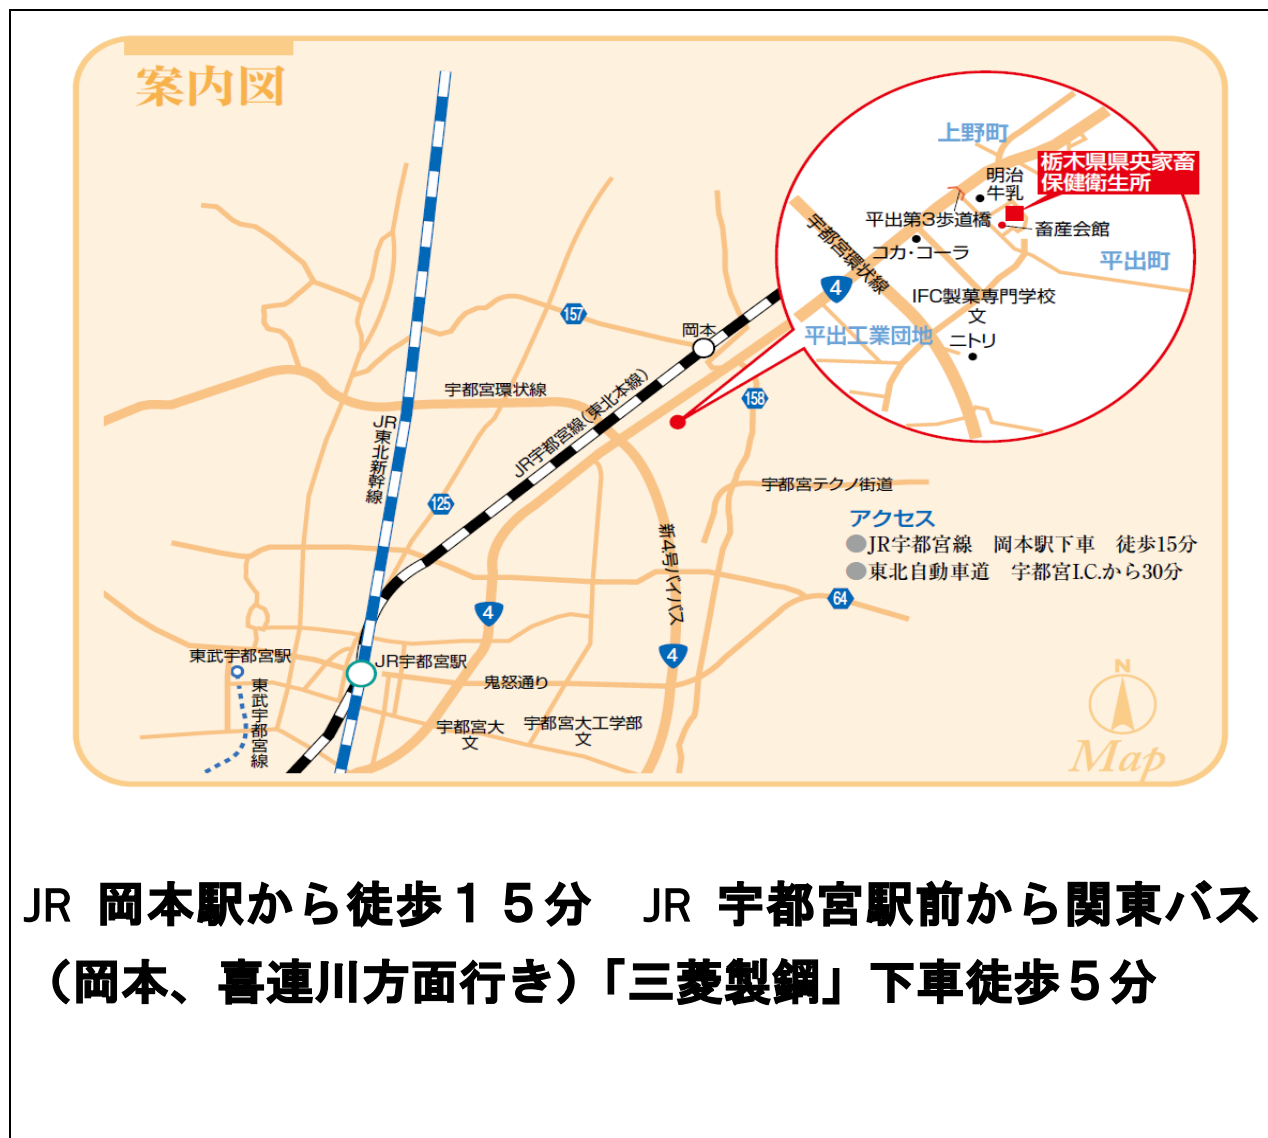 案内図
上野町
栃木県県央家畜
保健衛生所
明治
牛乳
平出第3歩道橋
畜産会館
宇都宮環状線
コカ・コーラ
平出町
4
IFC製菓専門学校
文
平出工業団地
ニトリ
157
岡本
宇都宮環状線
JR宇都宮線(東北本線)
158
JR東北新幹線
125
宇都宮テクノ街道
アクセス
●JR宇都宮線 岡本駅下車 徒歩15分
●東北自動車道 宇都宮I.C.から30分
新4号バイパス
64
4
4
東武宇都宮駅
JR宇都宮駅
東武宇都宮線
鬼怒通り
宇都宮大
文
宇都宮大工学部
文
N
Map
JR 岡本駅から徒歩15分 JR 宇都宮駅前から関東バス
(岡本、喜連川方面行き)「三菱製鋼」下車徒歩5分